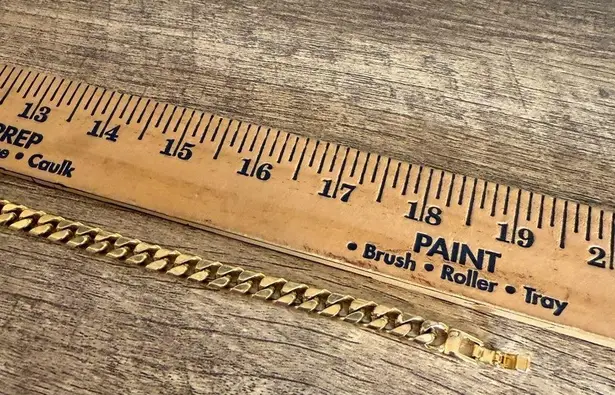 13 14 15 16 17 18 19 2
PREP PAINT
• Caulk • Brush • Roller • Tray